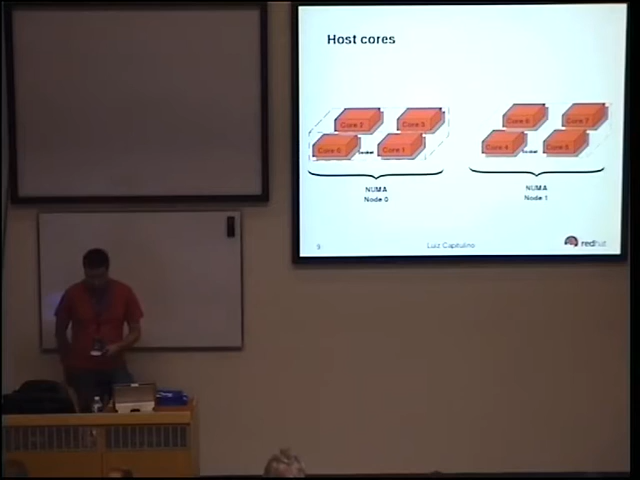 Host cores
Core 2
Core 3
Core 0
Core 1
Core 6
Core 7
Core 4
Core 5
NUMA
Node 0
NUMA
Node 1
Luiz Capitulino
redhat